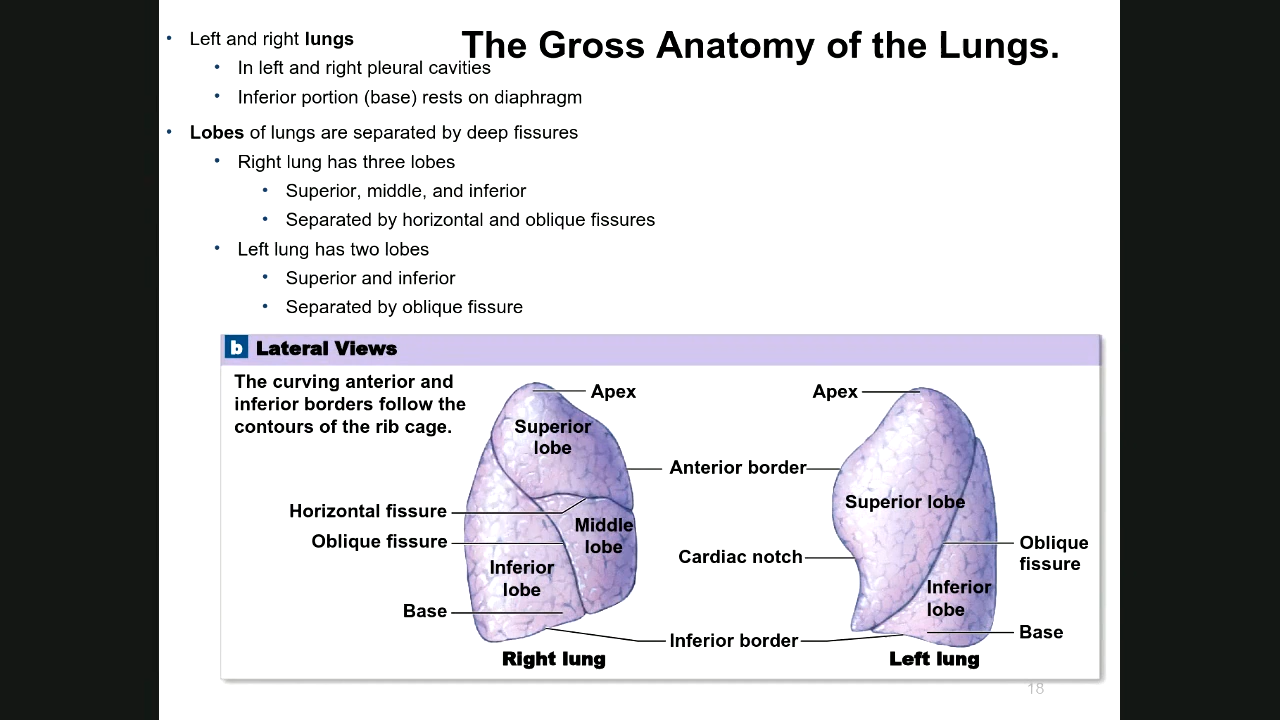 The Gross Anatomy of the Lungs.
• Left and right lungs
• In left and right pleural cavities
• Inferior portion (base) rests on diaphragm
• Lobes of lungs are separated by deep fissures
• Right lung has three lobes
• Superior, middle, and inferior
• Separated by horizontal and oblique fissures
• Left lung has two lobes
• Superior and inferior
• Separated by oblique fissure
b Lateral Views
The curving anterior and
inferior borders follow the
contours of the rib cage.
Apex
Superior
lobe
Horizontal fissure
Oblique fissure
Middle
lobe
Inferior
lobe
Base
Right lung
Anterior border
Cardiac notch
Inferior border
Apex
Superior lobe
Oblique
fissure
Inferior
lobe
Base
Left lung
18